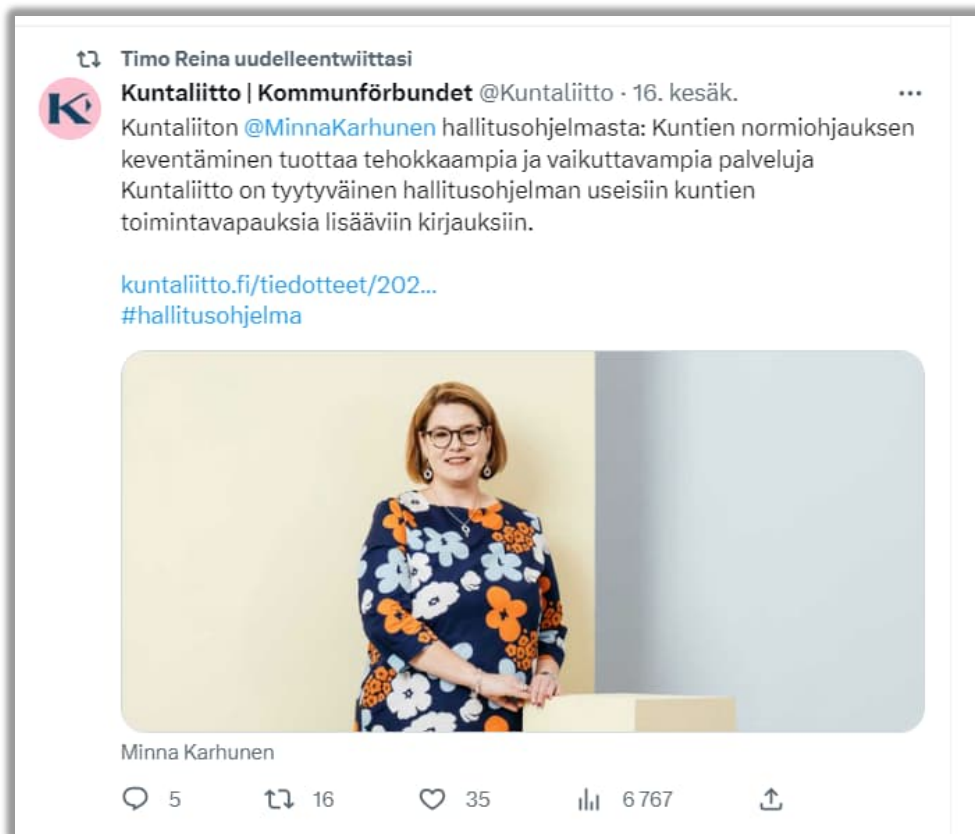 Timo Reina uudelleentwiittasi
Kuntaliitto | Kommunförbundet @Kuntaliitto · 16. kesäk.
Kuntaliiton @MinnaKarhunen hallitusohjelmasta: Kuntien normiohjauksen
keventäminen tuottaa tehokkaampia ja vaikuttavampia palveluja
Kuntaliitto on tyytyväinen hallitusohjelman useisiin kuntien
toimintavapauksia lisääviin kirjauksiin.
kuntaliitto.fi/tiedotteet/202...
#hallitusohjelma
Minna Karhunen
5 16 35 6 767